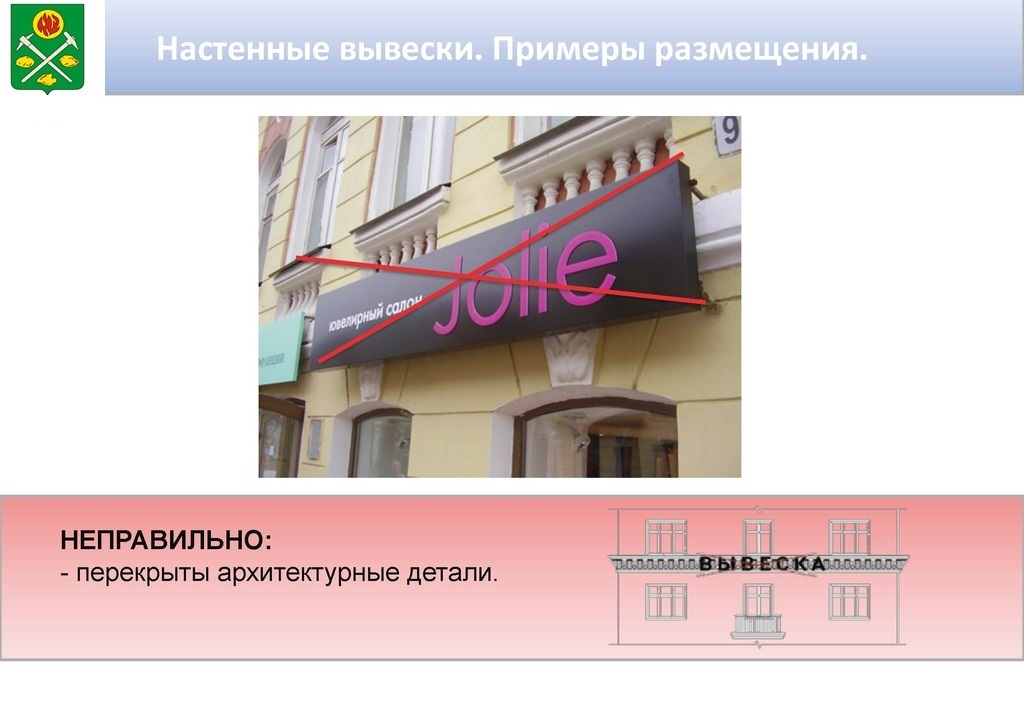 Настенные вывески. Примеры размещения.
9
ювелирный салон
Jolie
НЕПРАВИЛЬНО:
- перекрыты архитектурные детали.
ВЫВЕСКА